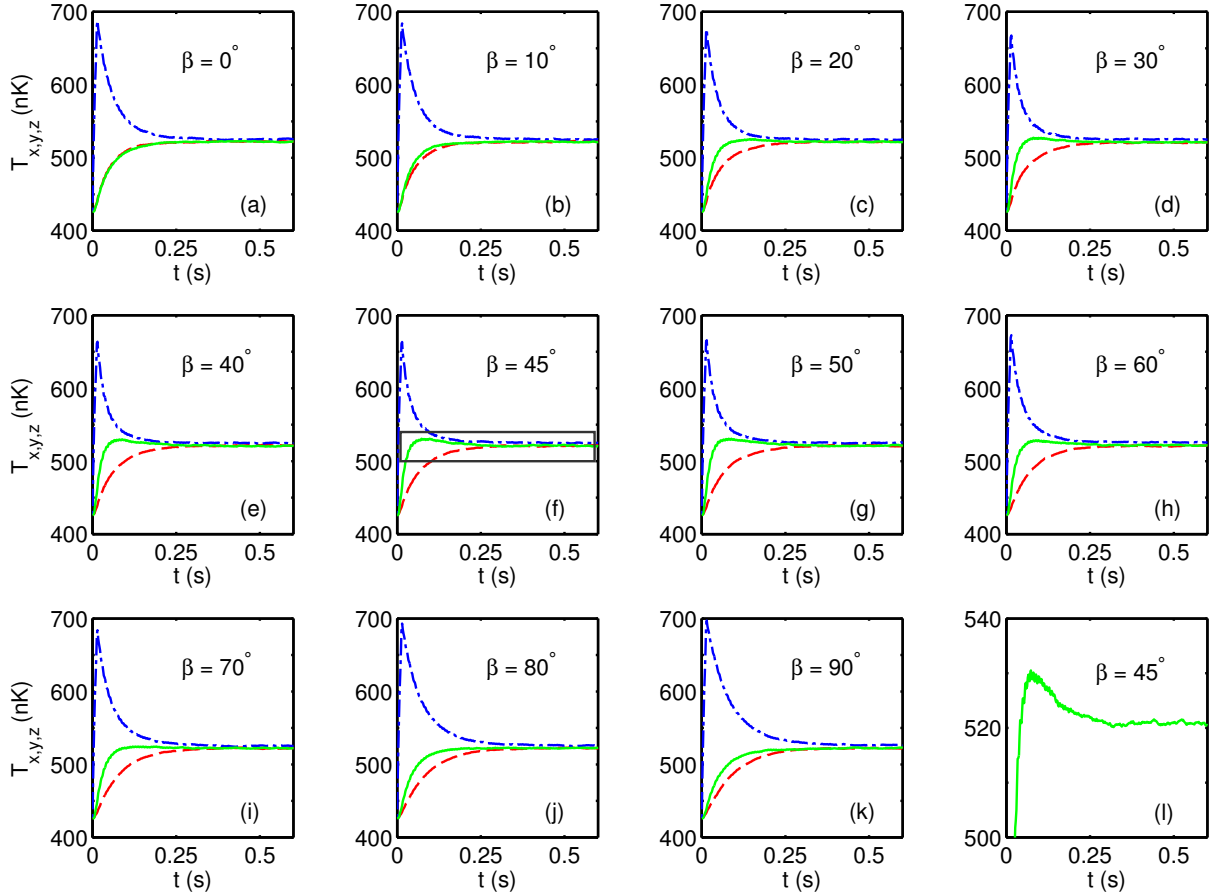 700
600
500
400
T x,y,z (nK)
β = 0°
(a)
0 0.25 0.5
t (s)
700
600
500
400
β = 10°
(b)
0 0.25 0.5
t (s)
700
600
500
400
β = 20°
(c)
0 0.25 0.5
t (s)
700
600
500
400
β = 30°
(d)
0 0.25 0.5
t (s)
700
600
500
400
T x,y,z (nK)
β = 40°
(e)
0 0.25 0.5
t (s)
700
600
500
400
β = 45°
(f)
0 0.25 0.5
t (s)
700
600
500
400
β = 50°
(g)
0 0.25 0.5
t (s)
700
600
500
400
β = 60°
(h)
0 0.25 0.5
t (s)
700
600
500
400
T x,y,z (nK)
β = 70°
(i)
0 0.25 0.5
t (s)
700
600
500
400
β = 80°
(j)
0 0.25 0.5
t (s)
700
600
500
400
β = 90°
(k)
0 0.25 0.5
t (s)
540
520
500
β = 45°
(l)
0 0.25 0.5
t (s)